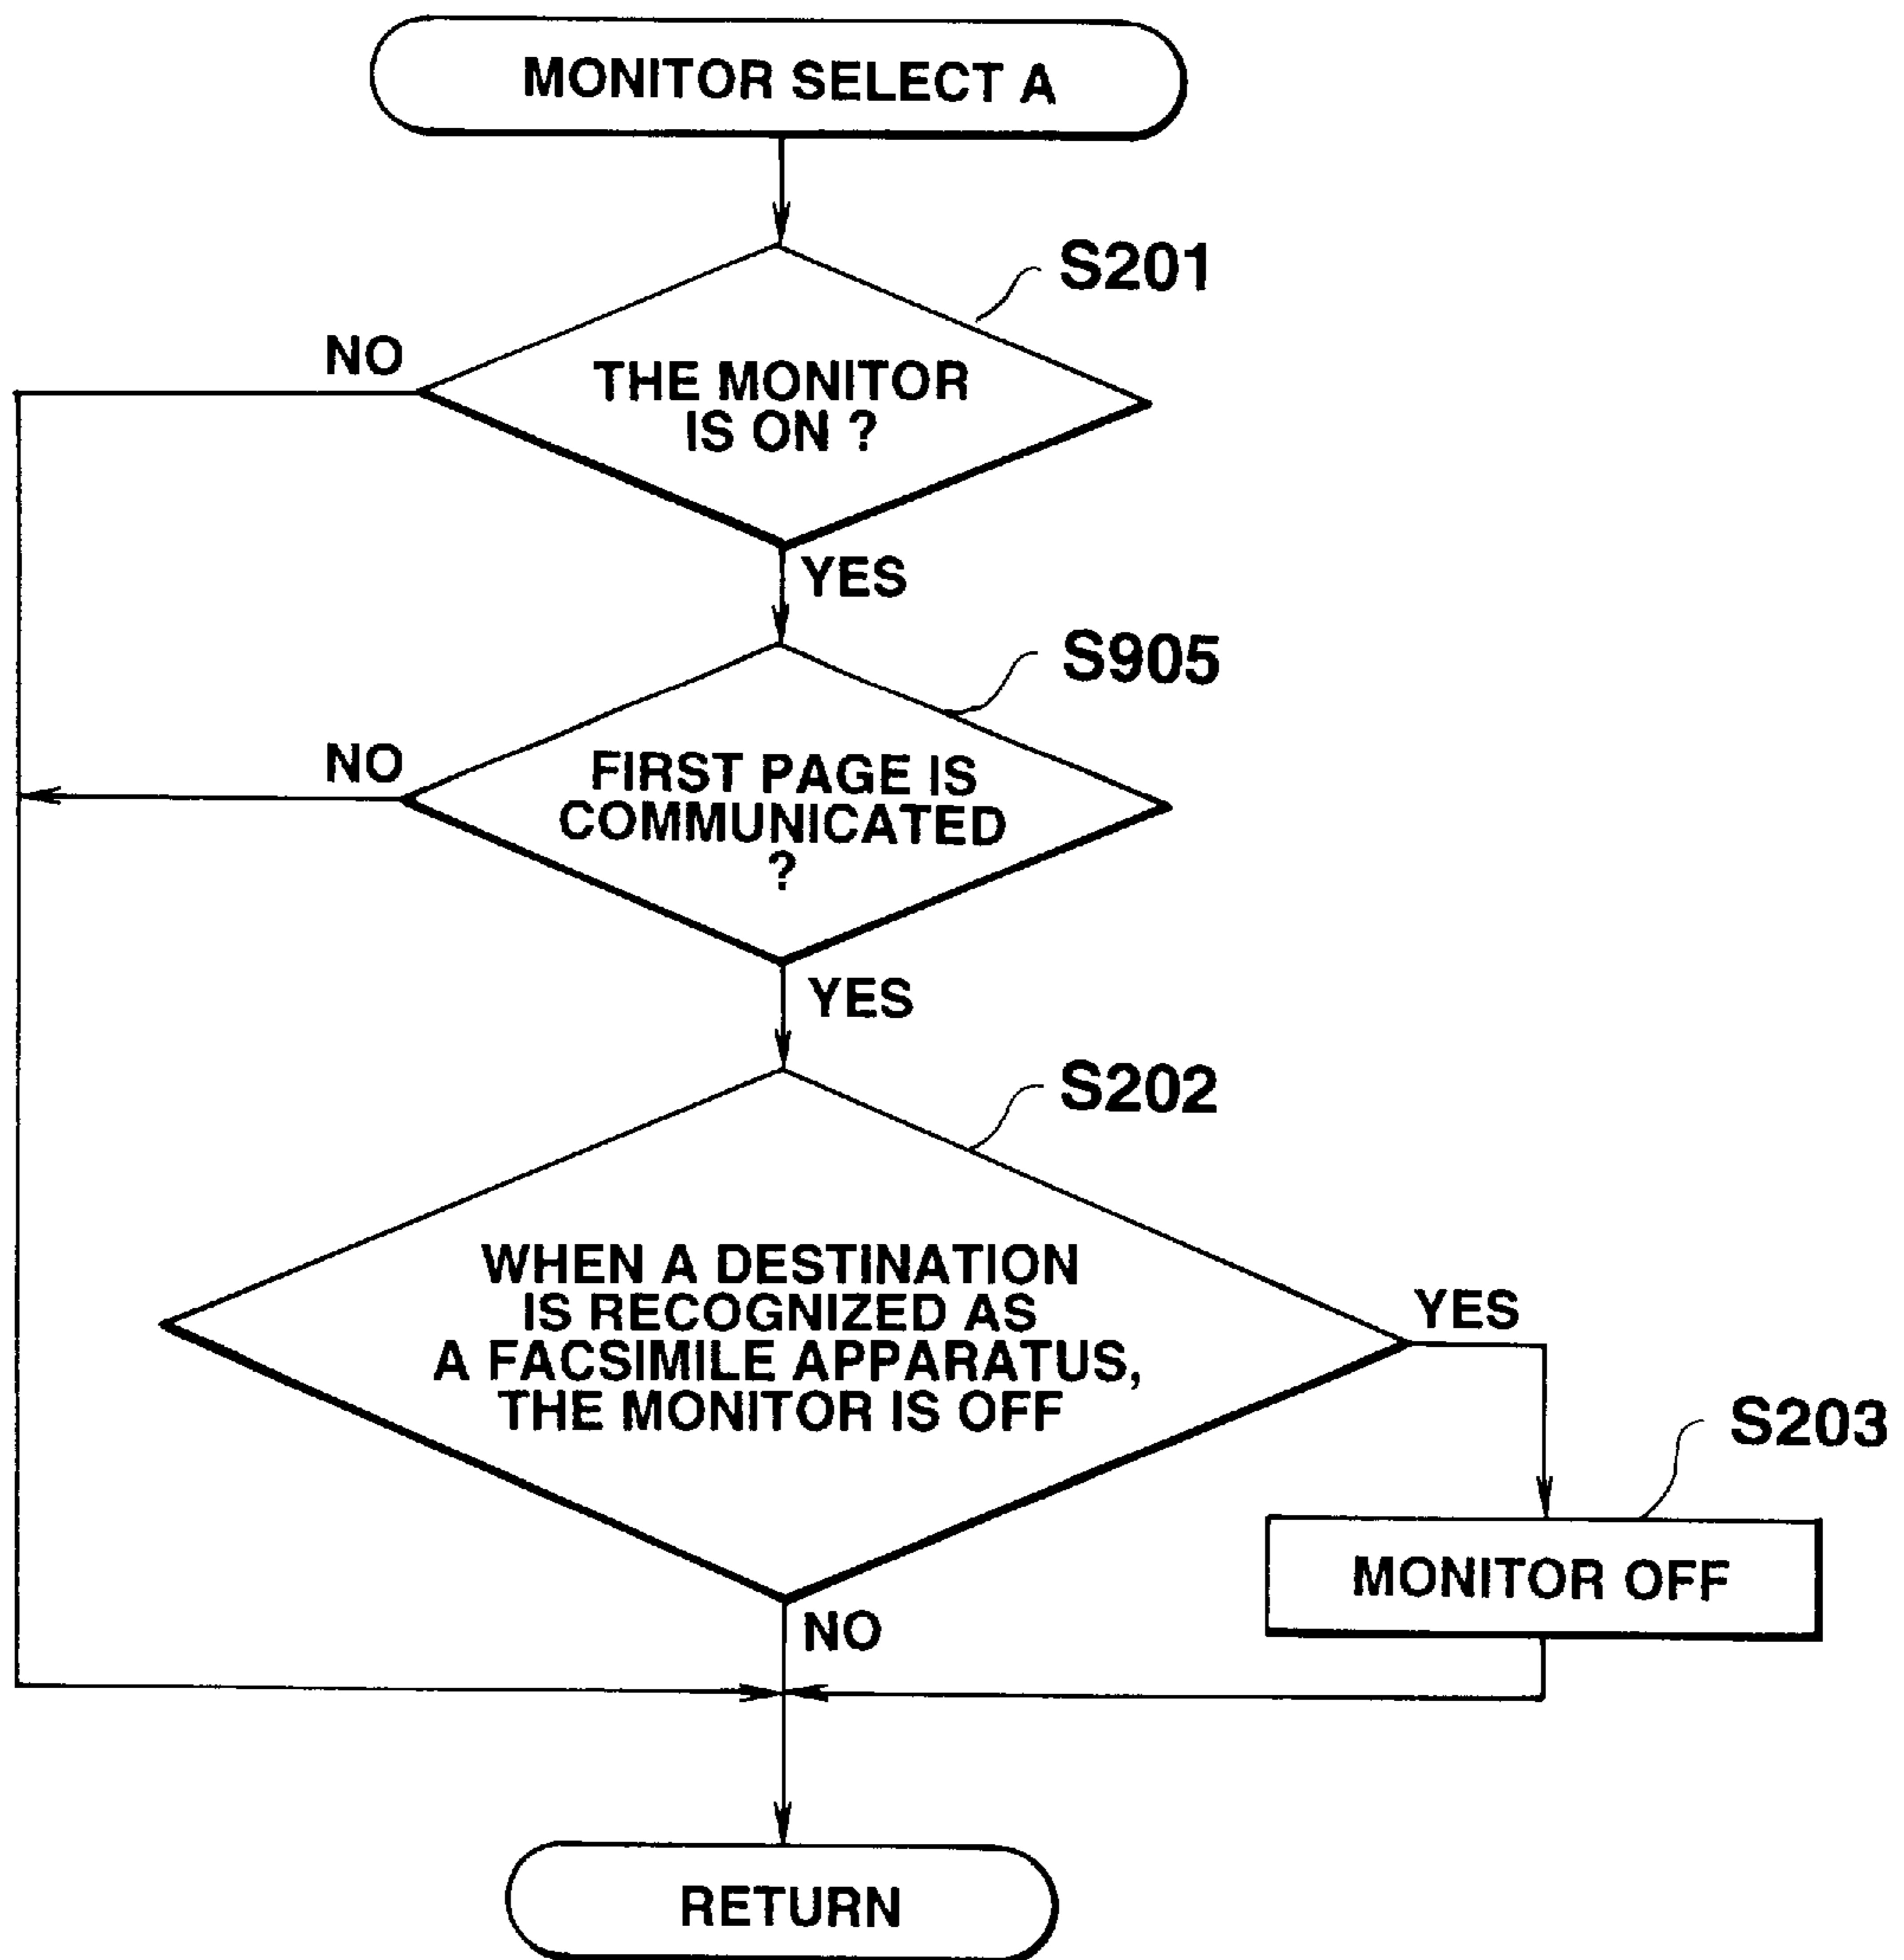 MONITOR SELECT A
S201
NO
THE MONITOR
IS ON ?
YES
S905
NO
FIRST PAGE IS
COMMUNICATED
?
YES
S202
WHEN A DESTINATION
IS RECOGNIZED AS
A FACSIMILE APPARATUS,
THE MONITOR IS OFF
YES
S203
MONITOR OFF
NO
RETURN